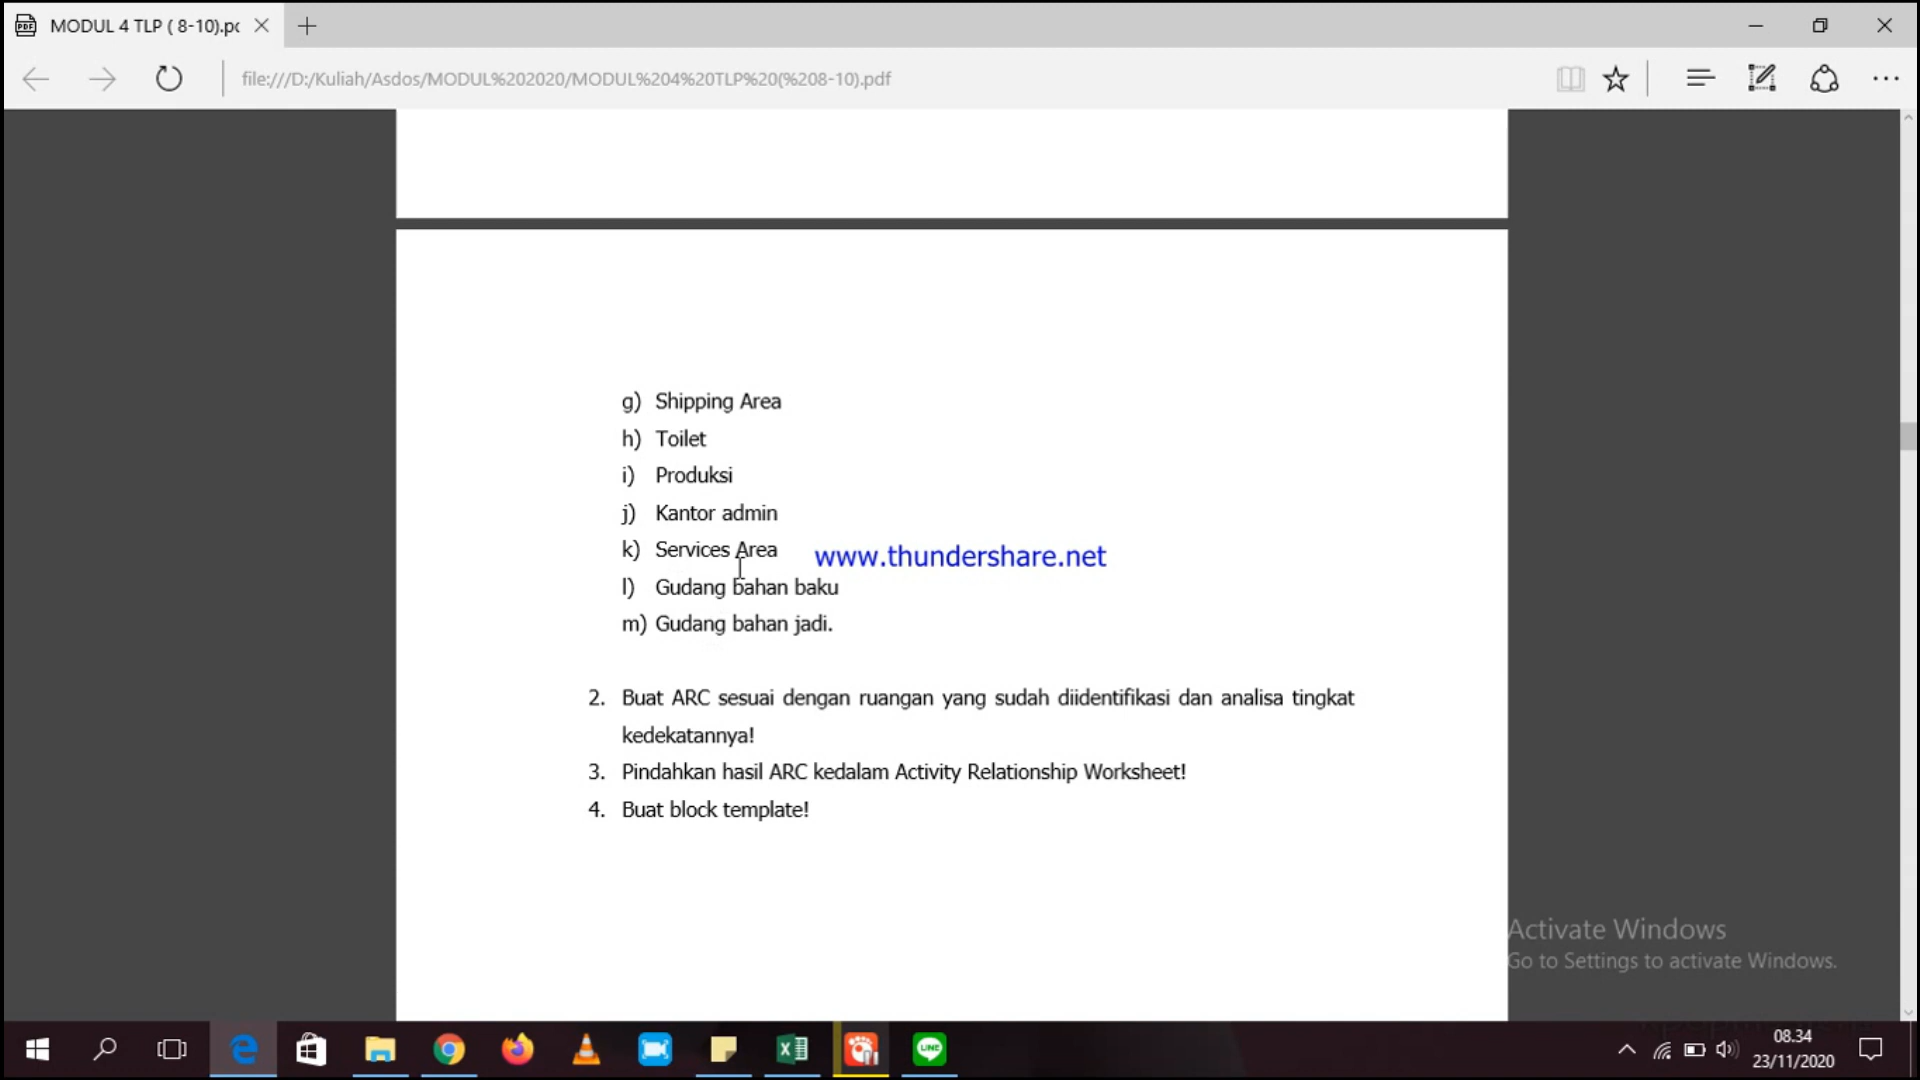 MODUL 4 TLP ( 8-10).pc
file:///D:/Kuliah/Asdos/MODUL%202020/MODUL%204%20TLP%20(%208-10).pdf
g) Shipping Area
h) Toilet
i) Produksi
j) Kantor admin
k) Services Area
www.thundershare.net
l) Gudang bahan baku
m) Gudang bahan jadi.
2. Buat ARC sesuai dengan ruangan yang sudah diidentifikasi dan analisa tingkat
kedekatannya!
3. Pindahkan hasil ARC kedalam Activity Relationship Worksheet!
4. Buat block template!
Activate Windows
Go to Settings to activate Windows.
LINE
08.34
23/11/2020